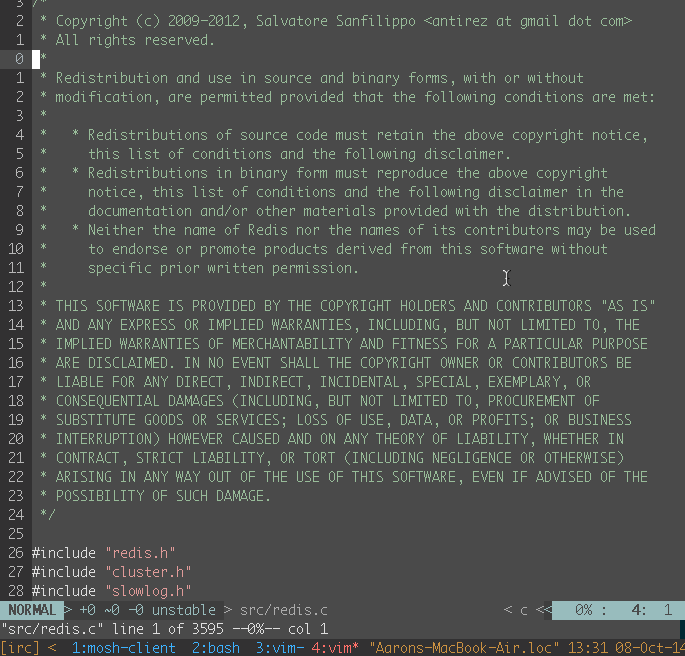 3 /*
2  * Copyright (c) 2009-2012, Salvatore Sanfilippo <antirez at gmail dot com>
1  * All rights reserved.
0  *
1  * Redistribution and use in source and binary forms, with or without
2  * modification, are permitted provided that the following conditions are met:
3  *
4  *   * Redistributions of source code must retain the above copyright notice,
5  *     this list of conditions and the following disclaimer.
6  *   * Redistributions in binary form must reproduce the above copyright
7  *     notice, this list of conditions and the following disclaimer in the
8  *     documentation and/or other materials provided with the distribution.
9  *   * Neither the name of Redis nor the names of its contributors may be used
10  *     to endorse or promote products derived from this software without
11  *     specific prior written permission.
12  *
13  * THIS SOFTWARE IS PROVIDED BY THE COPYRIGHT HOLDERS AND CONTRIBUTORS "AS IS"
14  * AND ANY EXPRESS OR IMPLIED WARRANTIES, INCLUDING, BUT NOT LIMITED TO, THE
15  * IMPLIED WARRANTIES OF MERCHANTABILITY AND FITNESS FOR A PARTICULAR PURPOSE
16  * ARE DISCLAIMED. IN NO EVENT SHALL THE COPYRIGHT OWNER OR CONTRIBUTORS BE
17  * LIABLE FOR ANY DIRECT, INDIRECT, INCIDENTAL, SPECIAL, EXEMPLARY, OR
18  * CONSEQUENTIAL DAMAGES (INCLUDING, BUT NOT LIMITED TO, PROCUREMENT OF
19  * SUBSTITUTE GOODS OR SERVICES; LOSS OF USE, DATA, OR PROFITS; OR BUSINESS
20  * INTERRUPTION) HOWEVER CAUSED AND ON ANY THEORY OF LIABILITY, WHETHER IN
21  * CONTRACT, STRICT LIABILITY, OR TORT (INCLUDING NEGLIGENCE OR OTHERWISE)
22  * ARISING IN ANY WAY OUT OF THE USE OF THIS SOFTWARE, EVEN IF ADVISED OF THE
23  * POSSIBILITY OF SUCH DAMAGE.
24  */
25
26 #include "redis.h"
27 #include "cluster.h"
28 #include "slowlog.h"
NORMAL > +0 ~0 -0 unstable > src/redis.c < c << 0% : 4: 1
"src/redis.c" line 1 of 3595 --0%-- col 1
[irc] < 1:mosh-client 2:bash 3:vim- 4:vim* "Aarons-MacBook-Air.loc" 13:31 08-Oct-14